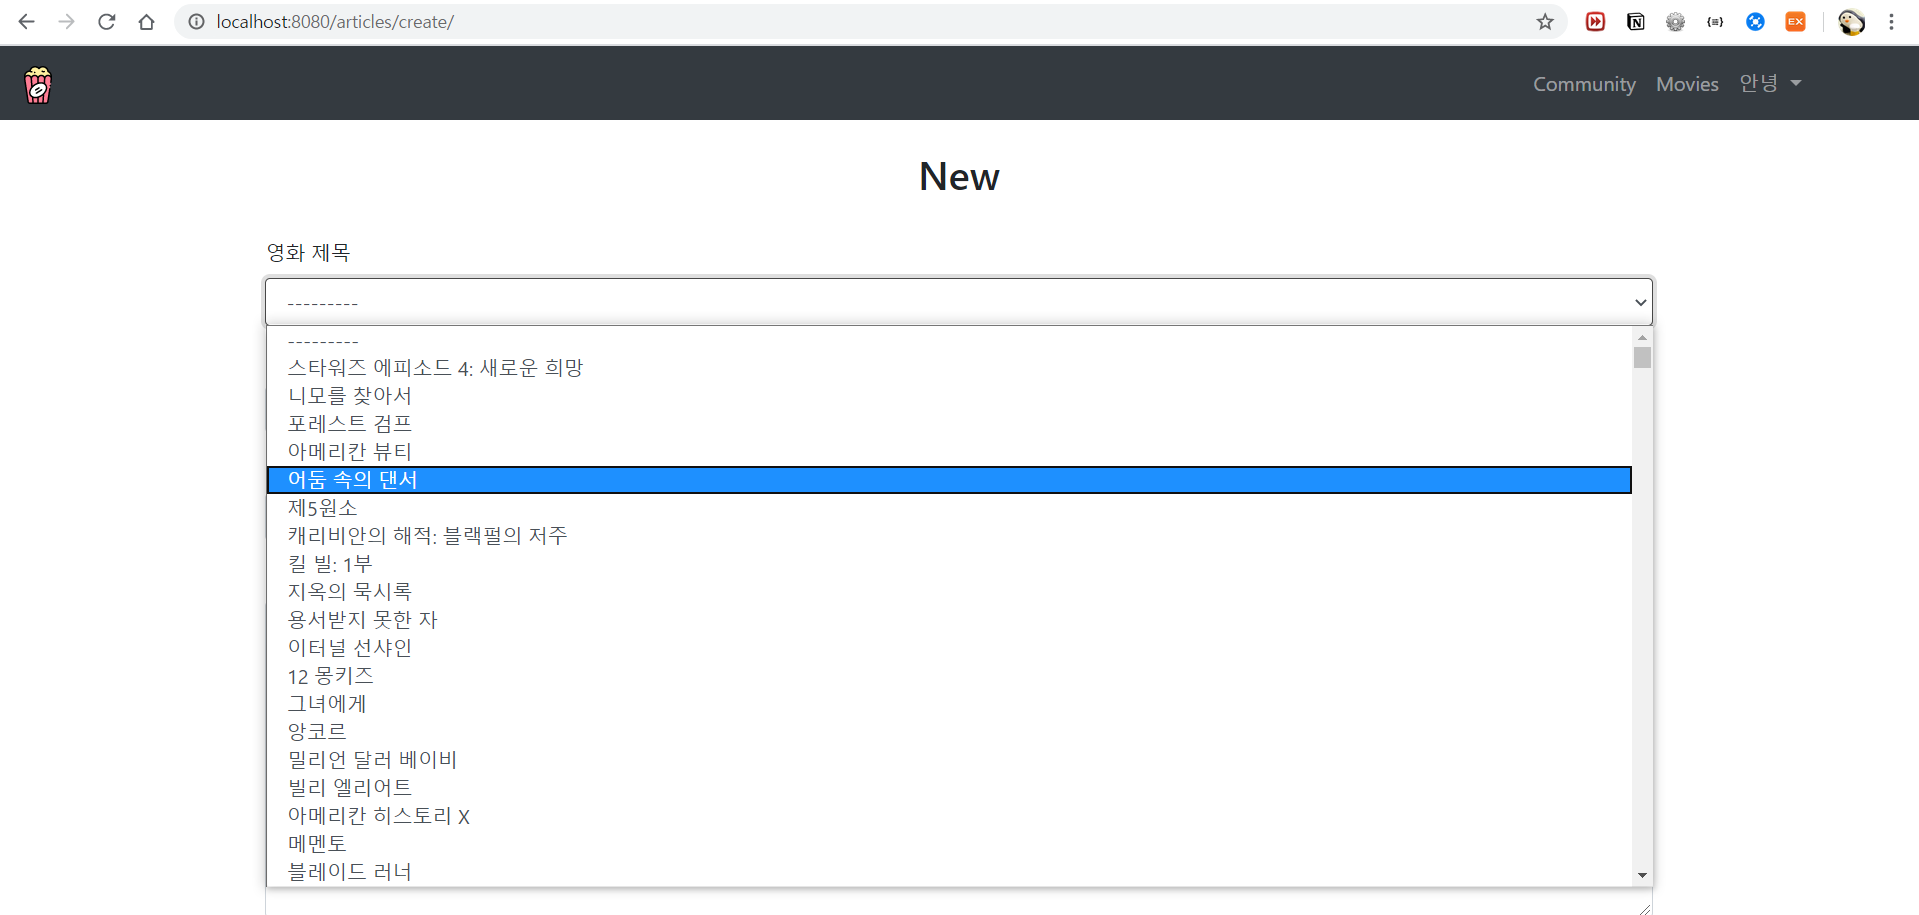 localhost:8080/articles/create/
N
{≡}
EX
Community Movies 안녕
New
영화 제목
---------
---------
스타워즈 에피소드 4: 새로운 희망
니모를 찾아서
포레스트 검프
아메리칸 뷰티
어둠 속의 댄서
제5원소
캐리비안의 해적: 블랙펄의 저주
킬 빌: 1부
지옥의 묵시록
용서받지 못한 자
이터널 선샤인
12 몽키즈
그녀에게
앙코르
밀리언 달러 베이비
빌리 엘리어트
아메리칸 히스토리 X
메멘토
블레이드 러너